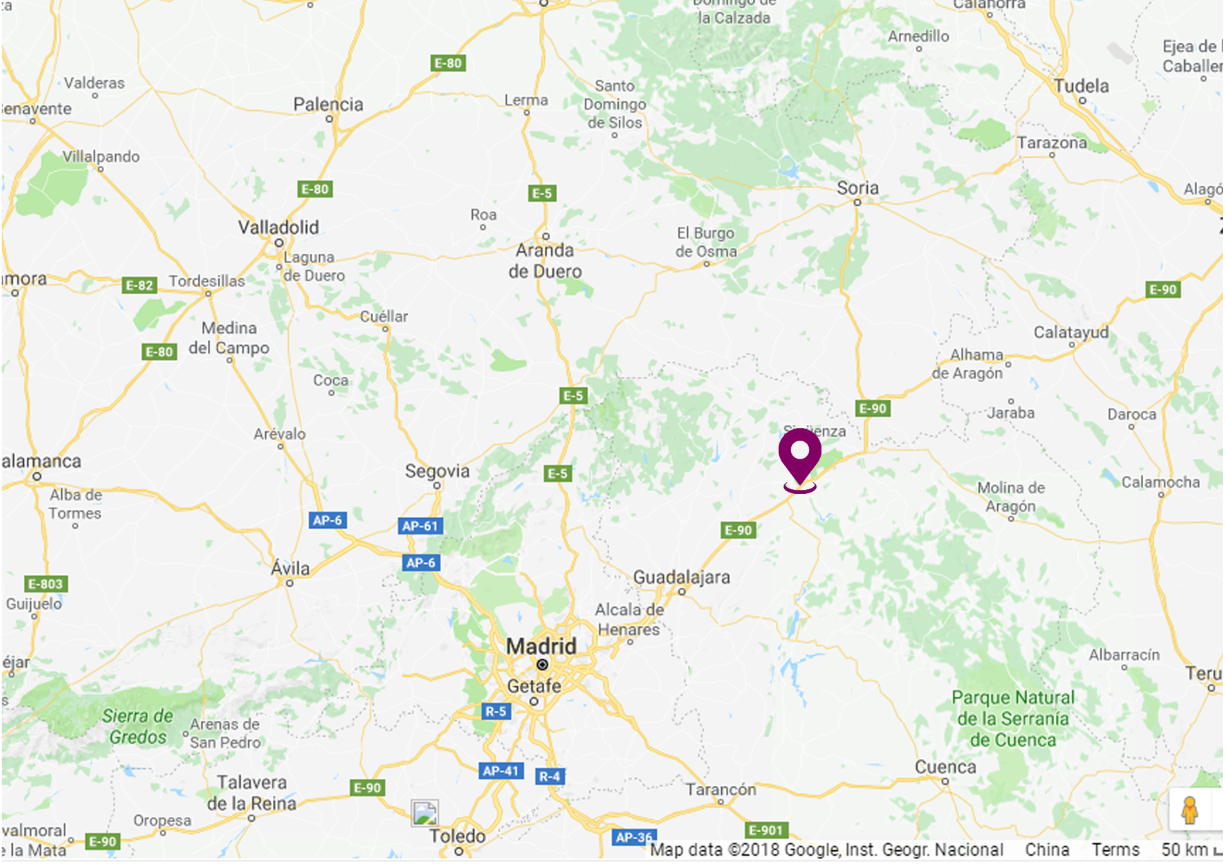 za
Domingo de
la Calzada
Calahorra
Arnedillo
Ejea de l
Caballer
E-80
Valderas
Santo
Domingo
de Silos
Tudela
Benavente
Palencia
Lerma
Tarazona
Villalpando
E-80
E-5
Soria
Alagó
Valladolid
Roa
El Burgo
de Osma
Laguna
de Duero
Aranda
de Duero
amora
E-82
Tordesillas
E-90
Cuéllar
Medina
del Campo
Calatayud
E-80
Alhama
de Aragón
Coca
E-5
E-90
Jaraba
Daroca
Arévalo
Sigüenza
alamanca
Segovia
E-5
Alba de
Tormes
Molina de
Aragón
Calamocha
AP-6
AP-61
E-90
AP-6
Ávila
E-803
Guadalajara
Guijuelo
Alcala de
Henares
Madrid
éjar
Albarracín
Getafe
Teru
Parque Natural
de la Serranía
de Cuenca
R-5
Sierra de
Gredos
Arenas de
San Pedro
AP-41
R-4
Cuenca
Talavera
de la Reina
E-90
Tarancón
Oropesa
valmoral
e la Mata
E-90
Toledo
AP-36
E-901
Map data ©2018 Google, Inst. Geogr. Nacional
China
Terms
50 km